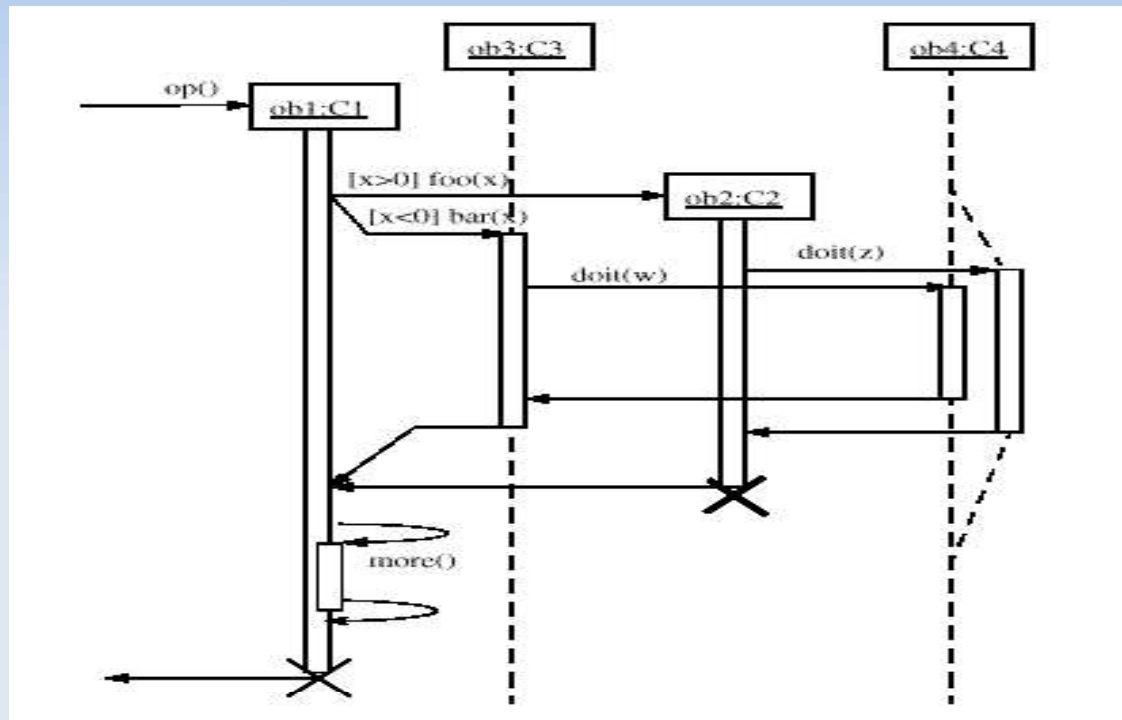 ob3:C3
ob4:C4
op()
ob1:C1
[x>0] foo(x)
ob2:C2
[x<0] bar(x)
doit(z)
doit(w)
more()